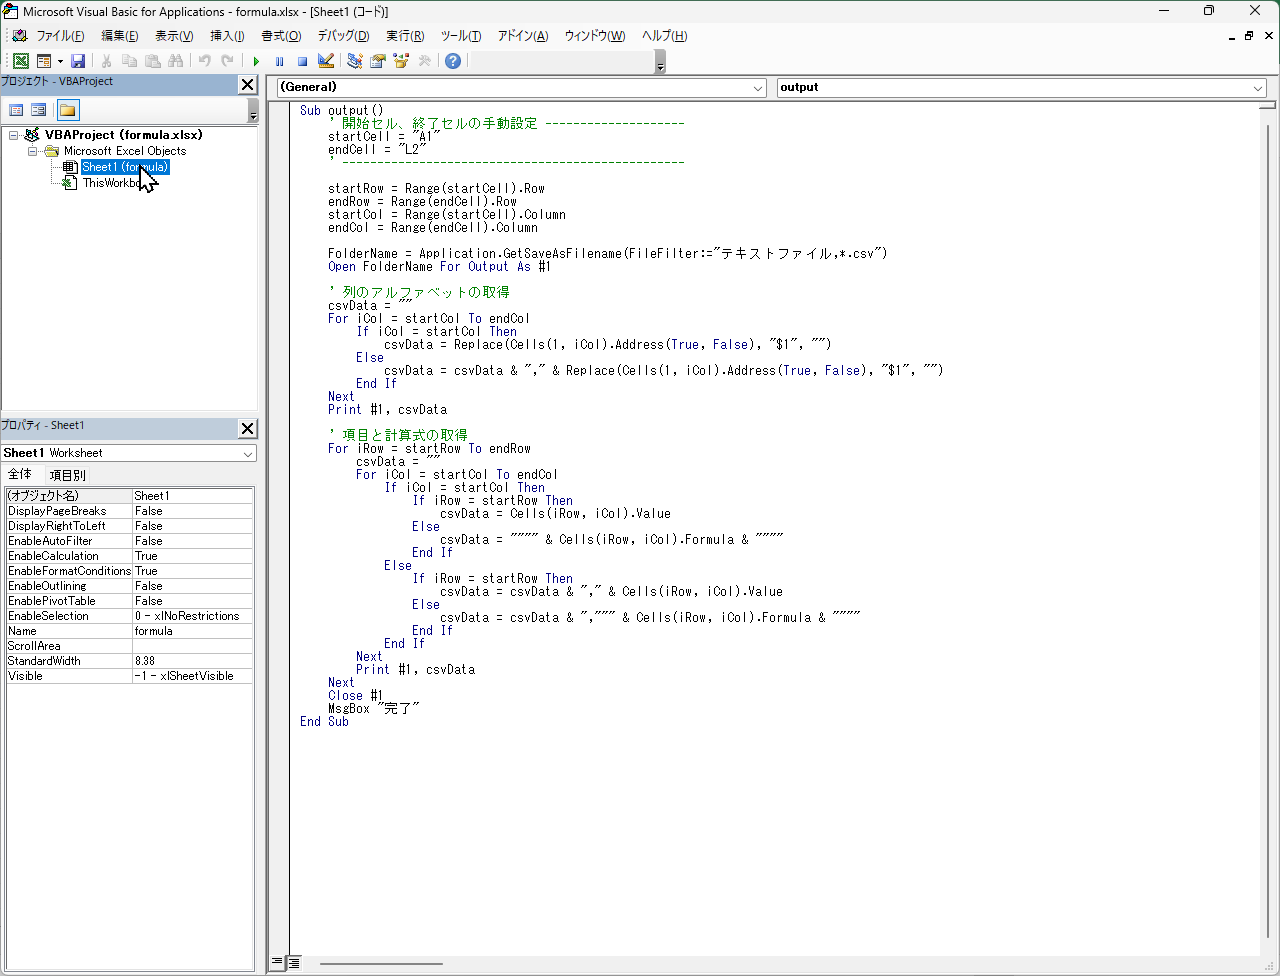 Microsoft Visual Basic for Applications - formula.xlsx - [Sheet1 (コード)]
ファイル(F) 編集(E) 表示(V) 挿入(I) 書式(O) デバッグ(D) 実行(R) ツール(T) アドイン(A) ウィンドウ(W) ヘルプ(H)
プロジェクト - VBAProject
VBAProject (formula.xlsx)
Microsoft Excel Objects
Sheet1 (formula)
ThisWorkbo
プロパティ - Sheet1
Sheet1 Worksheet
全体 項目別
(オブジェクト名) Sheet1
DisplayPageBreaks False
DisplayRightToLeft False
EnableAutoFilter False
EnableCalculation True
EnableFormatConditions True
EnableOutlining False
EnablePivotTable False
EnableSelection 0 - xlNoRestrictions
Name formula
ScrollArea
StandardWidth 8.38
Visible -1 - xlSheetVisible
(General) output
Sub output()
    ' 開始セル、終了セルの手動設定 --------------------
    startCell = "A1"
    endCell = "L2"
    ' -------------------------------------------------
    startRow = Range(startCell).Row
    endRow = Range(endCell).Row
    startCol = Range(startCell).Column
    endCol = Range(endCell).Column
    FolderName = Application.GetSaveAsFilename(FileFilter:="テキストファイル,*.csv")
    Open FolderName For Output As #1
    ' 列のアルファベットの取得
    csvData = ""
    For iCol = startCol To endCol
        If iCol = startCol Then
            csvData = Replace(Cells(1, iCol).Address(True, False), "$1", "")
        Else
            csvData = csvData & "," & Replace(Cells(1, iCol).Address(True, False), "$1", "")
        End If
    Next
    Print #1, csvData
    ' 項目と計算式の取得
    For iRow = startRow To endRow
        csvData = ""
        For iCol = startCol To endCol
            If iCol = startCol Then
                If iRow = startRow Then
                    csvData = Cells(iRow, iCol).Value
                Else
                    csvData = """" & Cells(iRow, iCol).Formula & """"
                End If
            Else
                If iRow = startRow Then
                    csvData = csvData & "," & Cells(iRow, iCol).Value
                Else
                    csvData = csvData & ",""" & Cells(iRow, iCol).Formula & """"
                End If
            End If
        Next
        Print #1, csvData
    Next
    Close #1
    MsgBox "完了"
End Sub